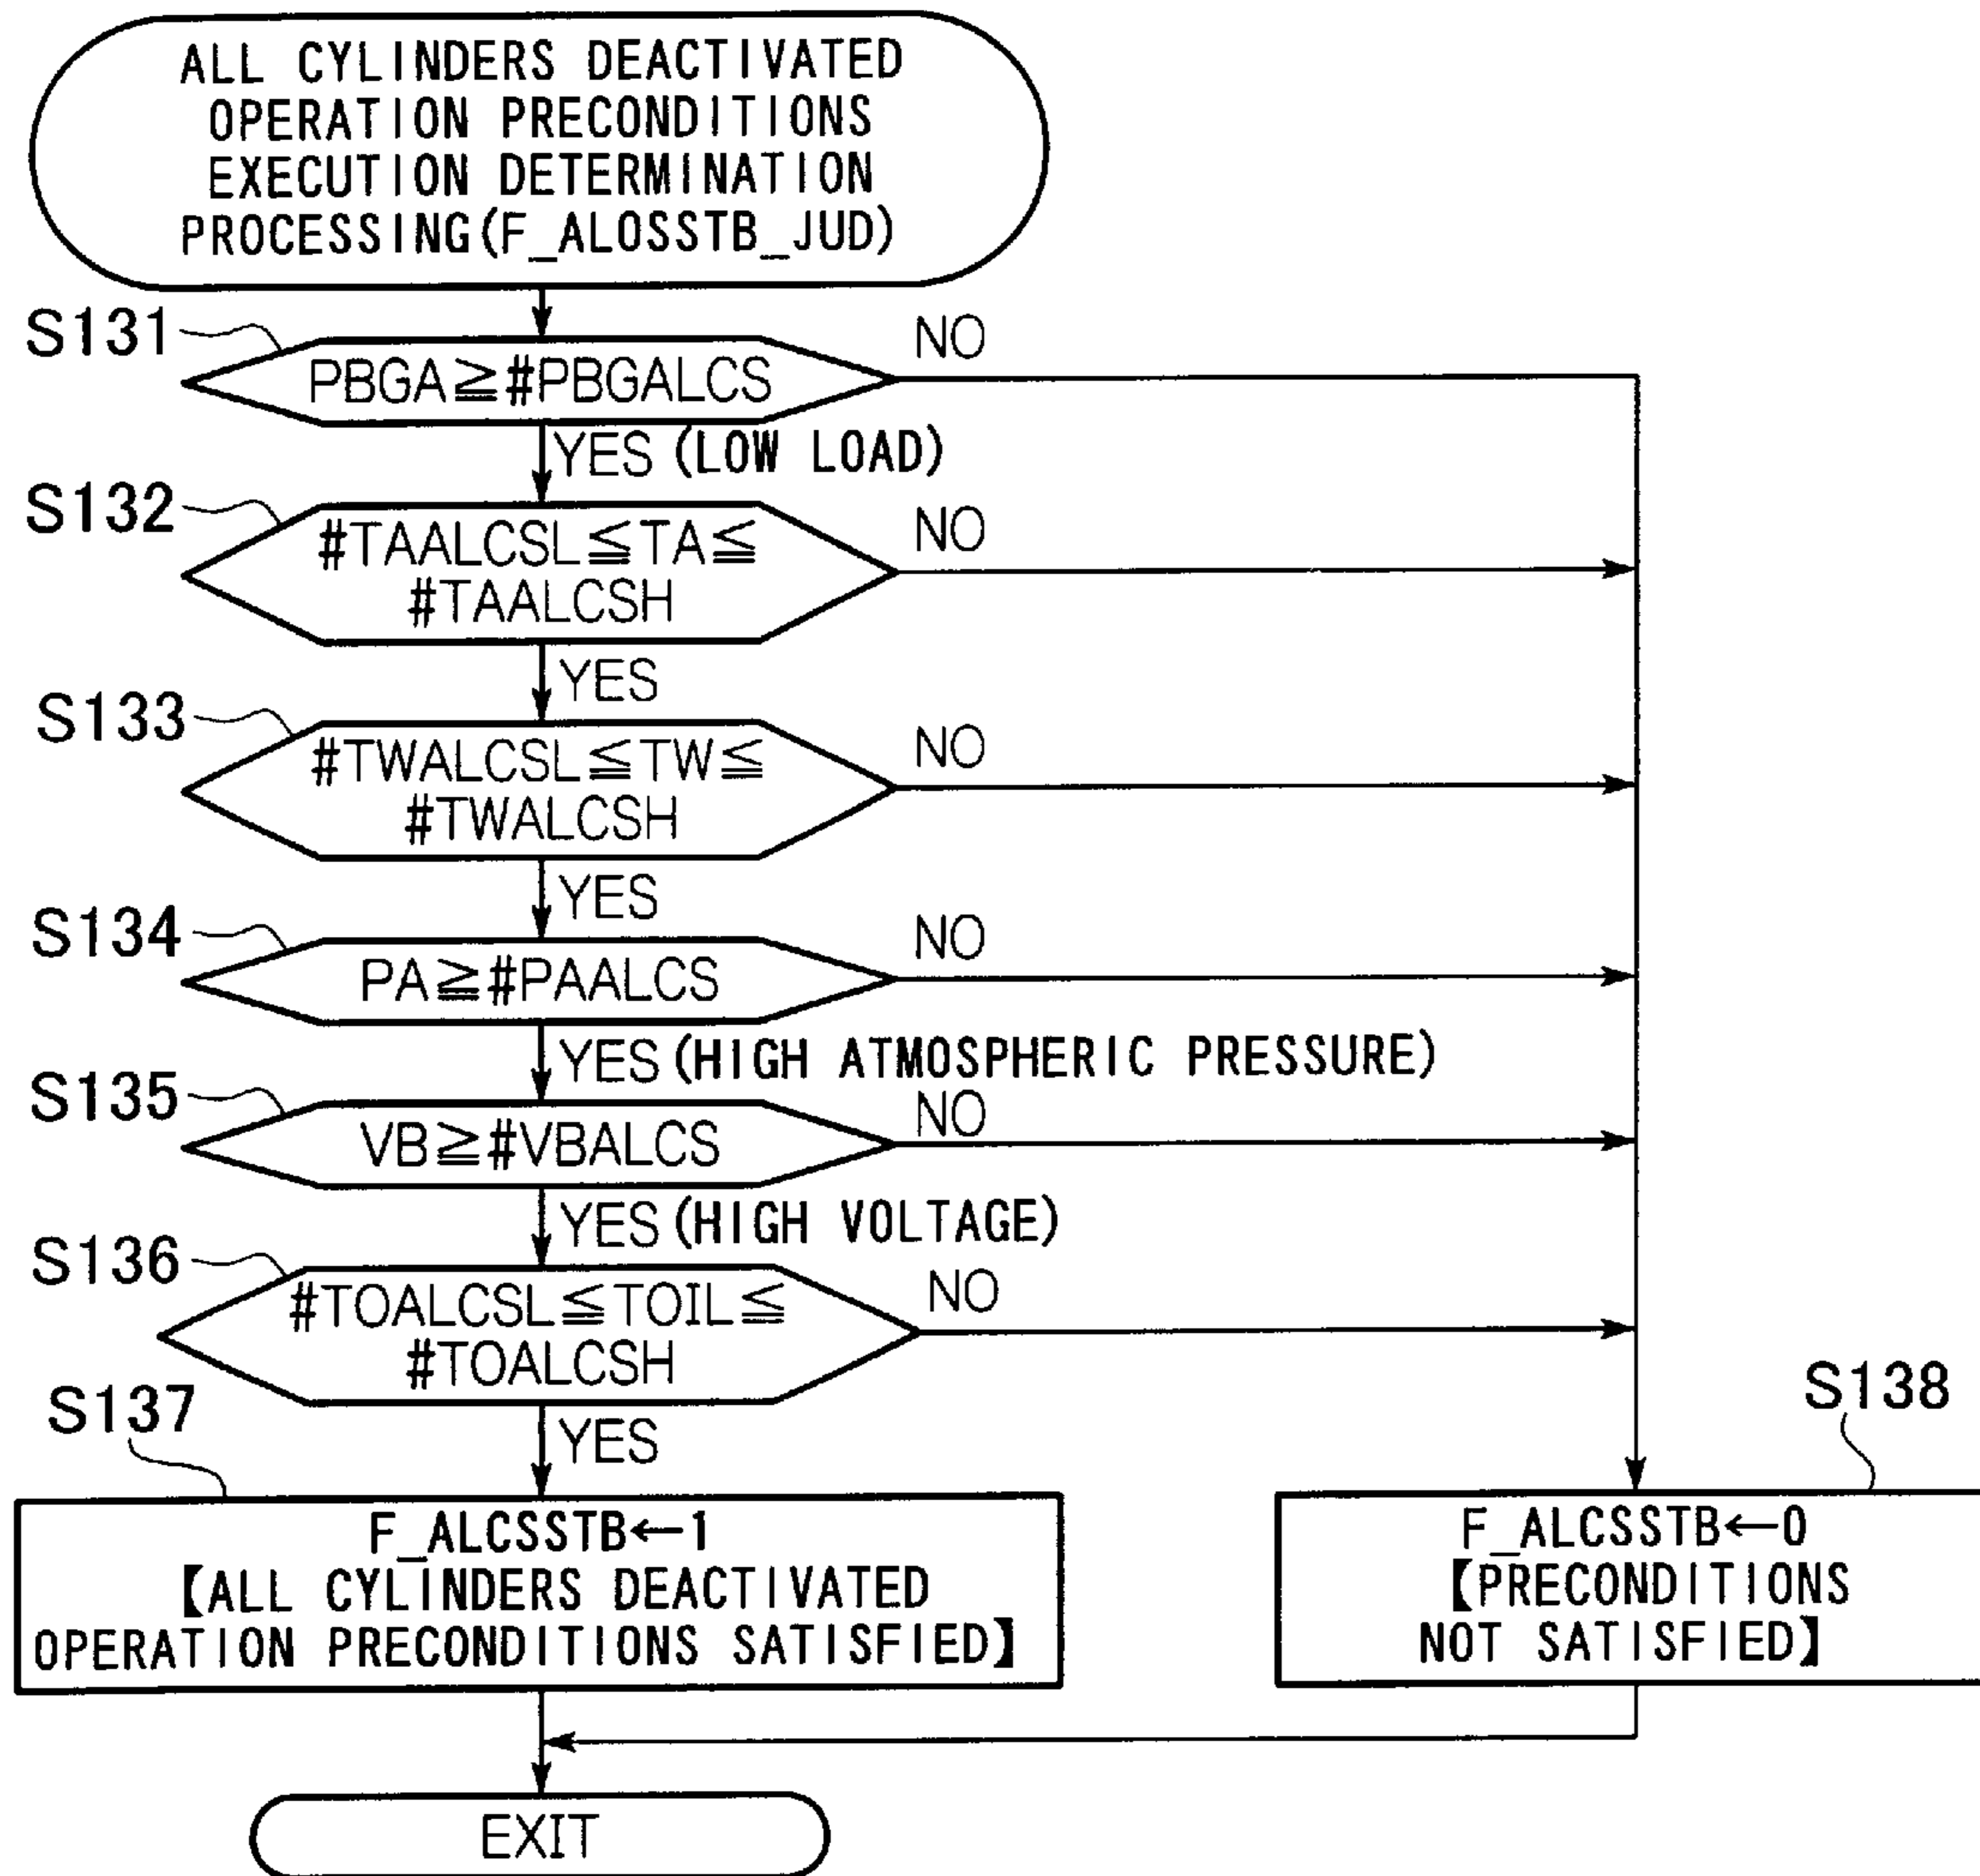 ALL CYLINDERS DEACTIVATED
OPERATION PRECONDITIONS
EXECUTION DETERMINATION
PROCESSING(F_ALOSSTB_JUD)
S131
PBGA≧#PBGALCS
NO
YES (LOW LOAD)
S132
#TAALCSL≦TA≦
#TAALCSH
NO
YES
S133
#TWALCSL≦TW≦
#TWALCSH
NO
YES
S134
PA≧#PAALCS
NO
YES (HIGH ATMOSPHERIC PRESSURE)
S135
VB≧#VBALCS
NO
YES (HIGH VOLTAGE)
S136
#TOALCSL≦TOIL≦
#TOALCSH
NO
YES
S137
F_ALCSSTB←1
【ALL CYLINDERS DEACTIVATED
OPERATION PRECONDITIONS SATISFIED】
S138
F_ALCSSTB←0
【PRECONDITIONS
NOT SATISFIED】
EXIT